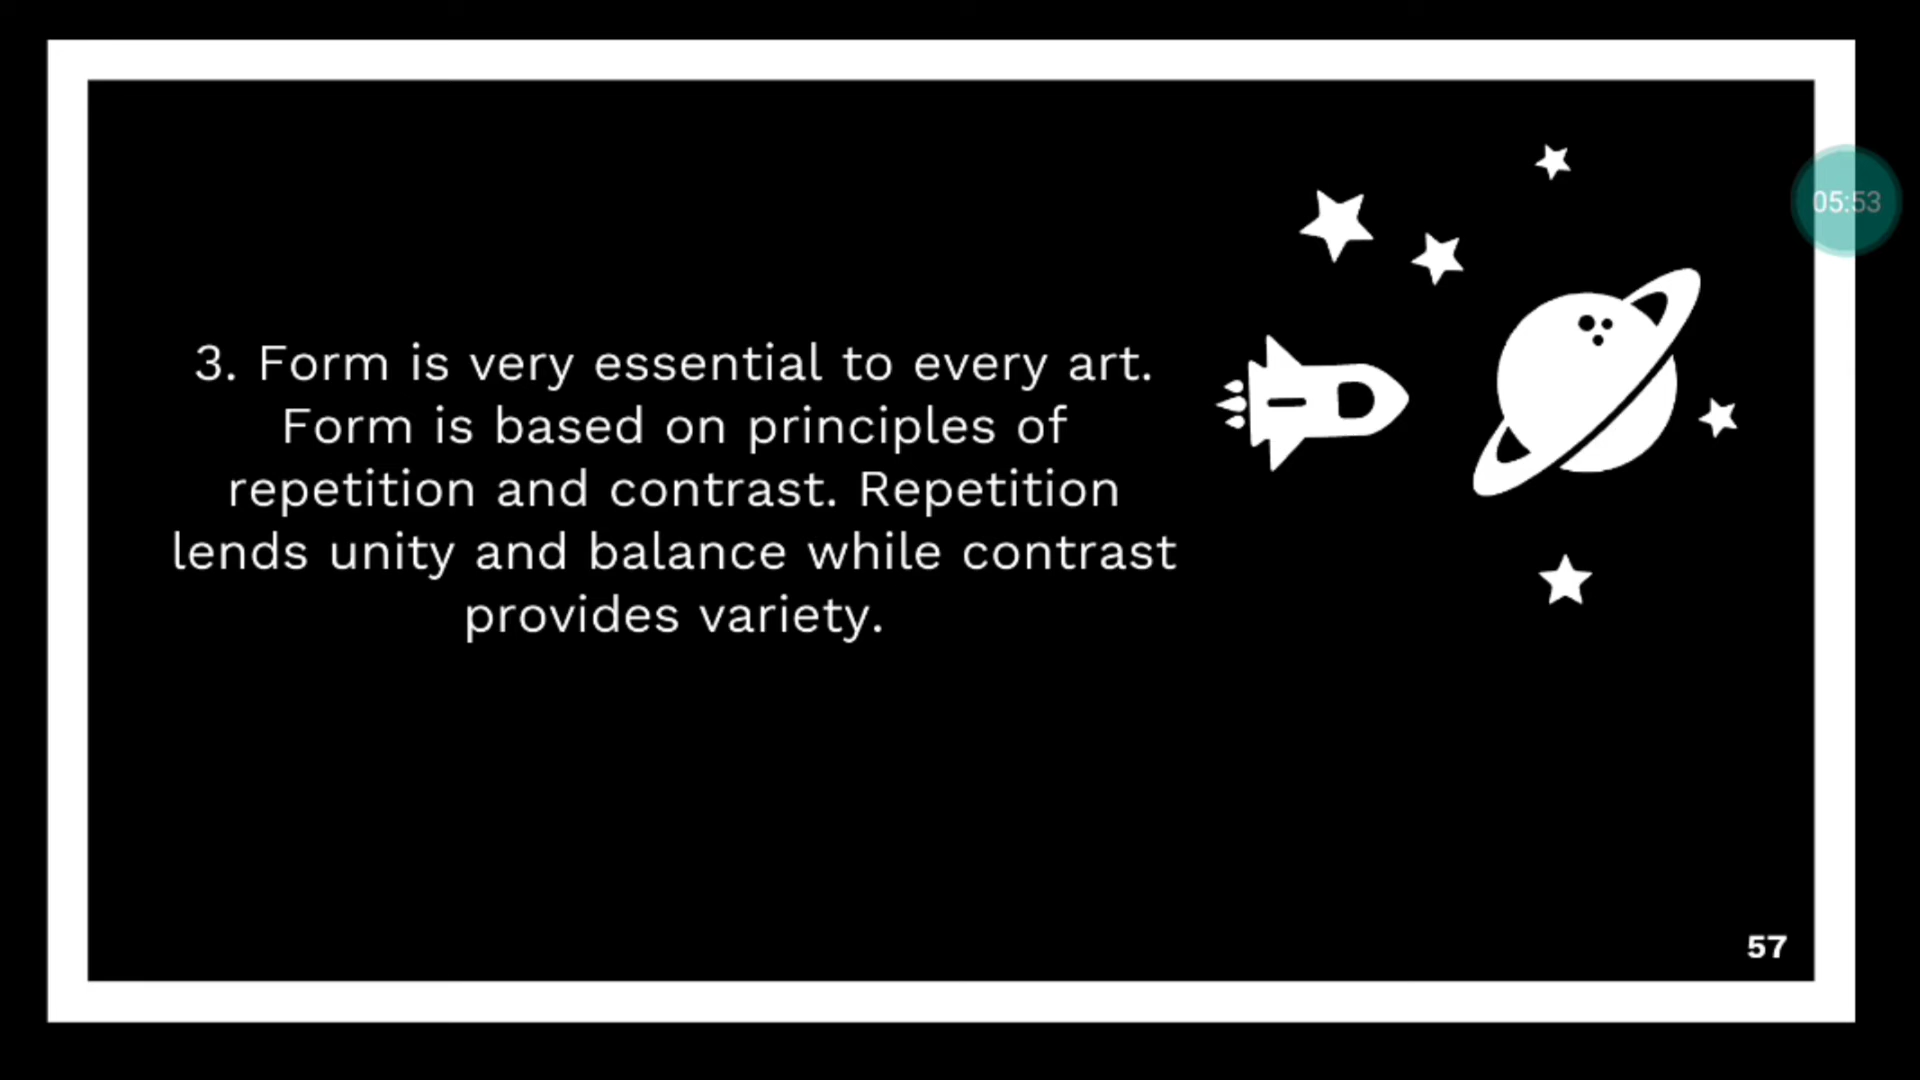 3. Form is very essential to every art.
Form is based on principles of
repetition and contrast. Repetition
lends unity and balance while contrast
provides variety.
05:53
57